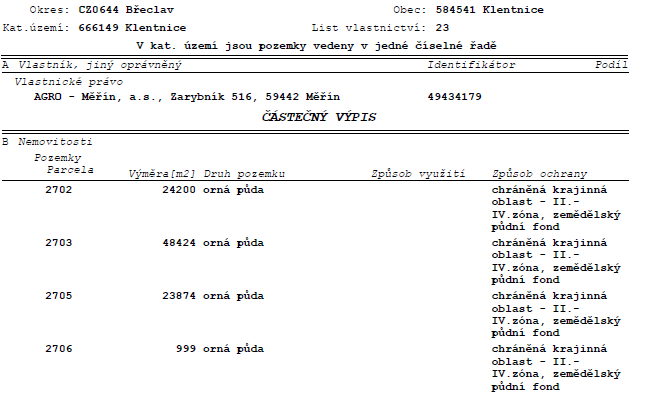 Okres: CZ0644 Břeclav Obec: 584541 Klentnice
Kat.území: 666149 Klentnice List vlastnictví: 23
V kat. území jsou pozemky vedeny v jedné číselné řadě
A Vlastník, jiný oprávněný Identifikátor Podíl
Vlastnické právo
AGRO - Měřín, a.s., Zarybník 516, 59442 Měřín 49434179
ČÁSTEČNÝ VÝPIS
B Nemovitosti
Pozemky
Parcela Výměra[m2] Druh pozemku Způsob využití Způsob ochrany
2702 24200 orná půda chráněná krajinná
oblast - II.-
IV.zóna, zemědělský
půdní fond
2703 48424 orná půda chráněná krajinná
oblast - II.-
IV.zóna, zemědělský
půdní fond
2705 23874 orná půda chráněná krajinná
oblast - II.-
IV.zóna, zemědělský
půdní fond
2706 999 orná půda chráněná krajinná
oblast - II.-
IV.zóna, zemědělský
půdní fond